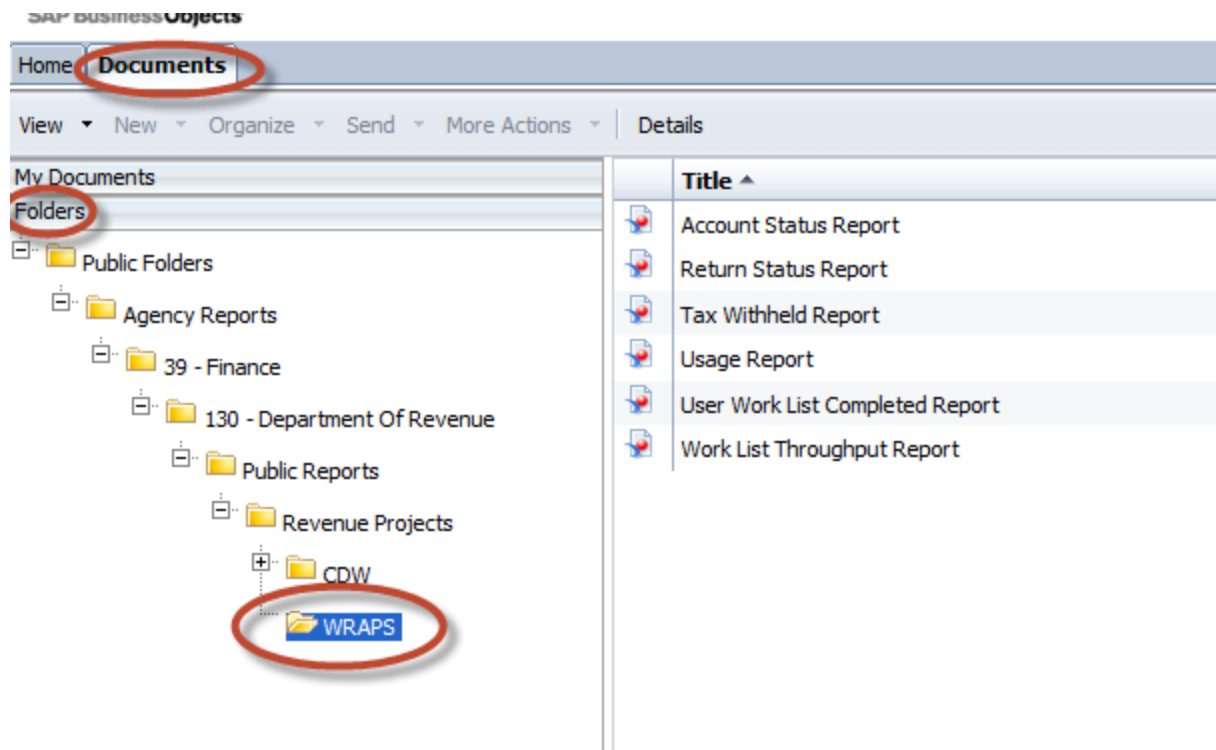 SAP BusinessObjects
Home Documents
View New Organize Send More Actions Details
My Documents
Folders
Public Folders
Agency Reports
39 - Finance
130 - Department Of Revenue
Public Reports
Revenue Projects
CDW
WRAPS
Title
Account Status Report
Return Status Report
Tax Withheld Report
Usage Report
User Work List Completed Report
Work List Throughput Report